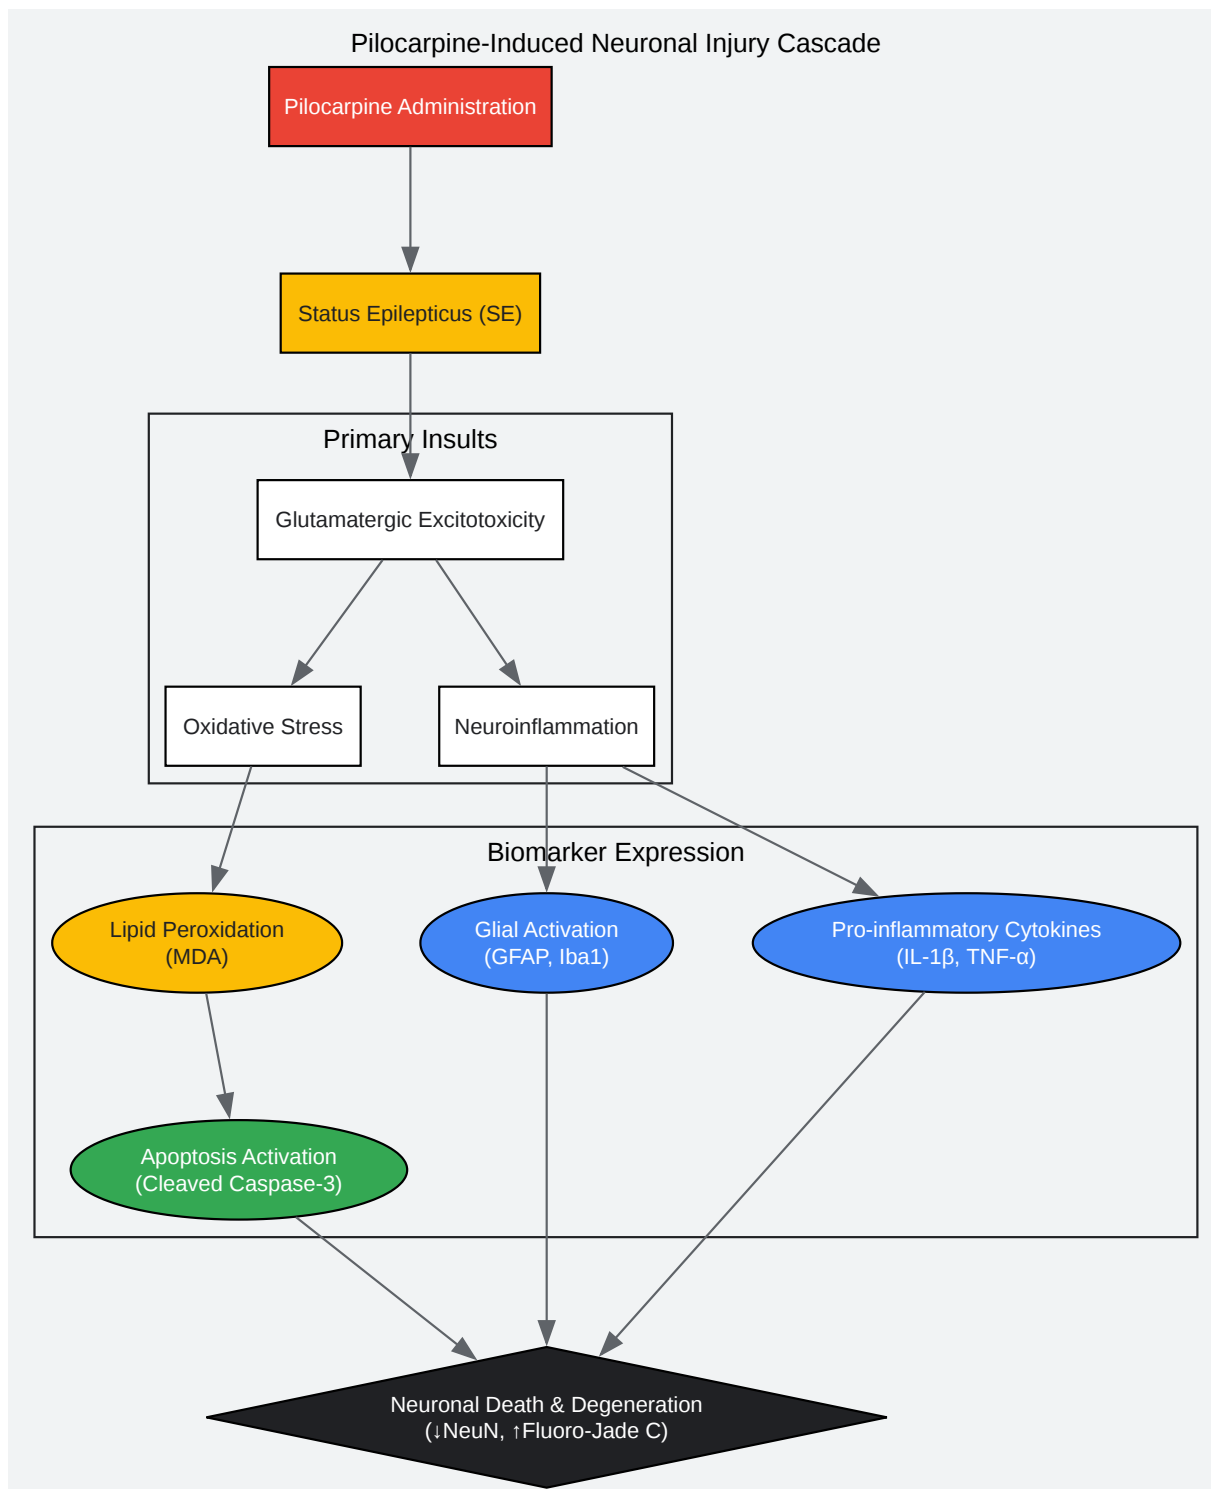 Pilocarpine-Induced Neuronal Injury Cascade
Pilocarpine Administration
Status Epilepticus (SE)
Primary Insults
Glutamatergic Excitotoxicity
Oxidative Stress
Neuroinflammation
Biomarker Expression
Lipid Peroxidation
(MDA)
Glial Activation
(GFAP, Iba1)
Pro-inflammatory Cytokines
(IL-1β, TNF-α)
Apoptosis Activation
(Cleaved Caspase-3)
Neuronal Death & Degeneration
(↓NeuN, ↑Fluoro-Jade C)